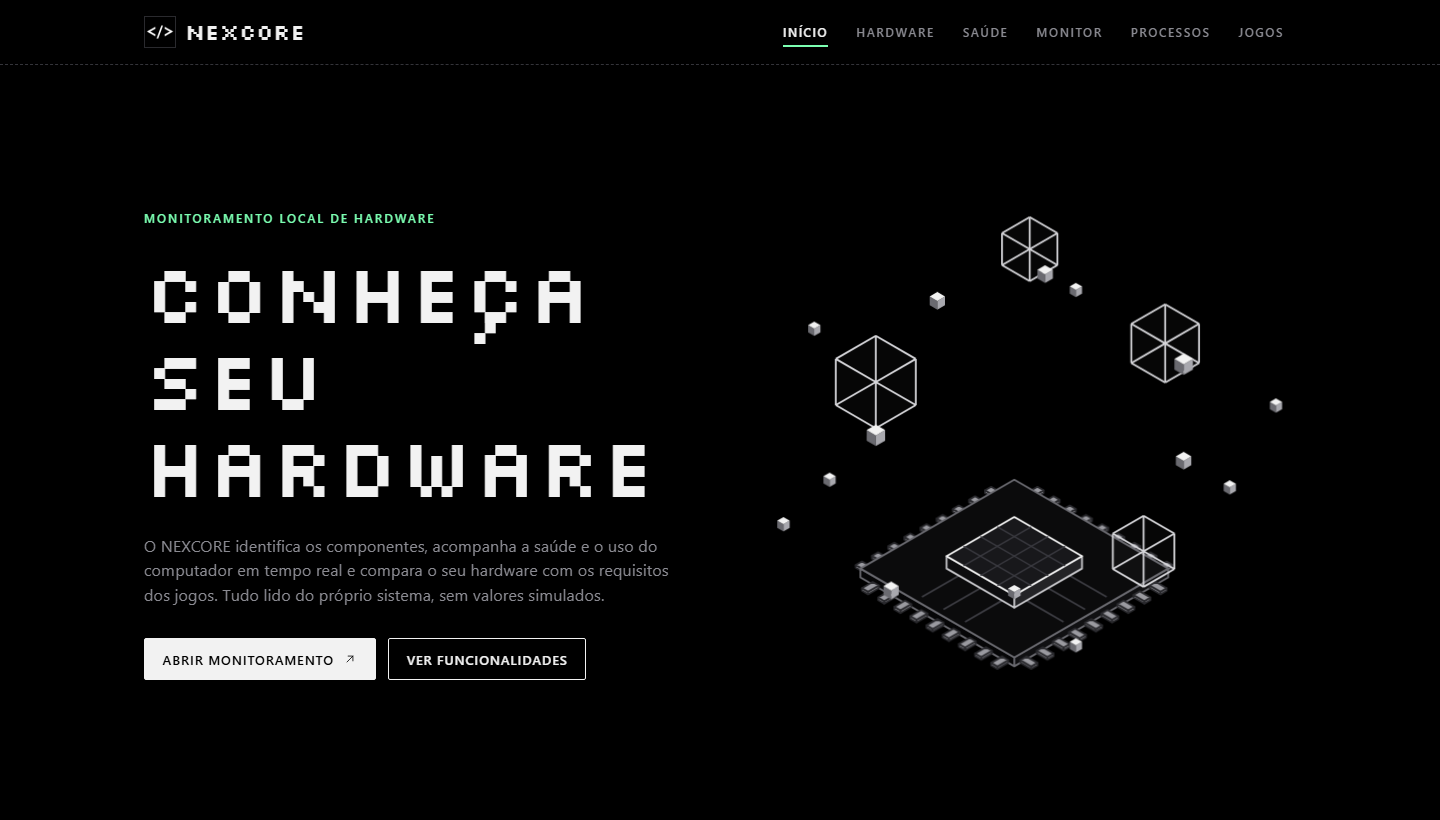 </> NEXCORE
INÍCIO HARDWARE SAÚDE MONITOR PROCESSOS JOGOS
MONITORAMENTO LOCAL DE HARDWARE
CONHEÇA
SEU
HARDWARE
O NEXCORE identifica os componentes, acompanha a saúde e o uso do
computador em tempo real e compara o seu hardware com os requisitos
dos jogos. Tudo lido do próprio sistema, sem valores simulados.
ABRIR MONITORAMENTO ↗ VER FUNCIONALIDADES